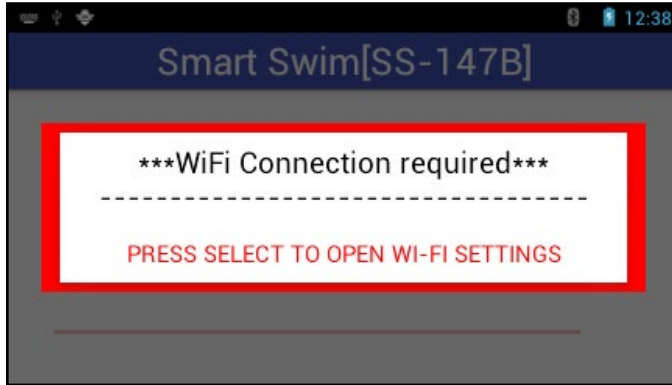 12:38
Smart Swim[SS-147B]
***WiFi Connection required***
-----------------------------------
PRESS SELECT TO OPEN WI-FI SETTINGS